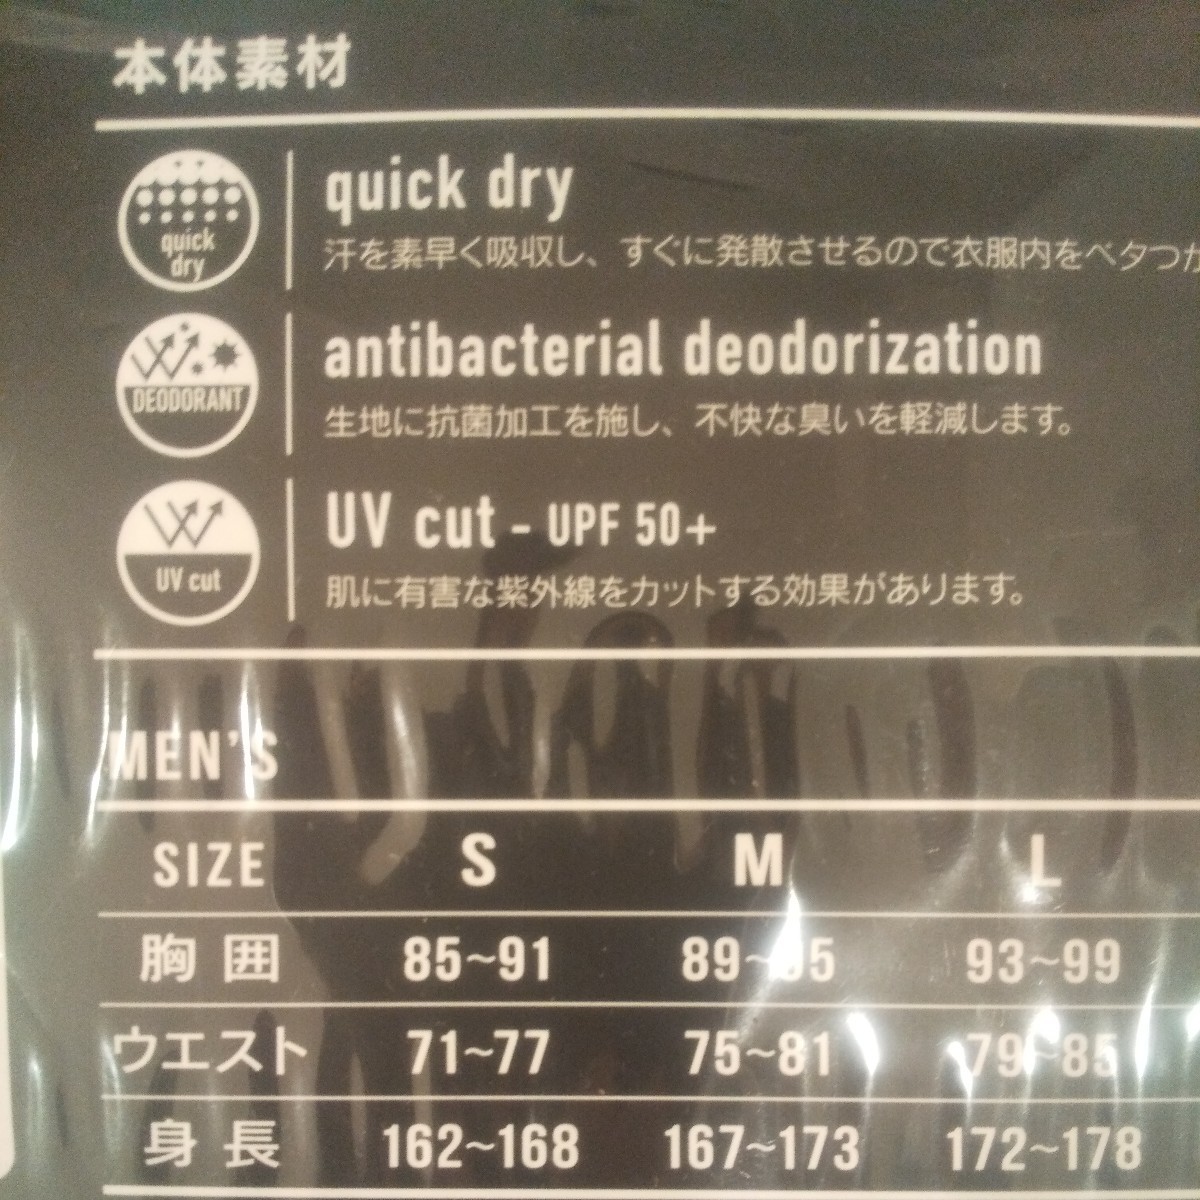 本体素材
quick dry
quick dry
汗を素早く吸収し、すぐに発散させるので衣服内をベタつか
DEODORANT
antibacterial deodorization
生地に抗菌加工を施し、不快な臭いを軽減します。
UV cut
UV cut - UPF 50+
肌に有害な紫外線をカットする効果があります。
MEN'S
SIZE S M L
胸囲 85~91 89~95 93~99
ウエスト 71~77 75~81 79~85
身長 162~168 167~173 172~178